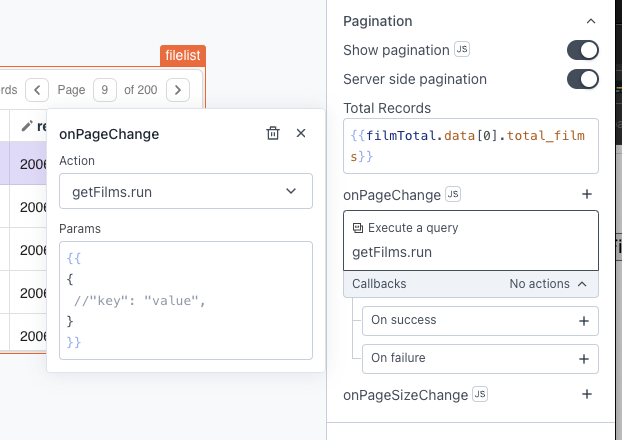 filelist
rds
Page 9 of 200
re
2006
2006
2006
2006
2006
onPageChange
Action
getFilms.run
Params
{{
{
//"key": "value",
}
}}
Pagination
Show pagination JS
Server side pagination
Total Records
{{filmTotal.data[0].total_film
s}}
onPageChange JS
Execute a query
getFilms.run
Callbacks No actions
On success
On failure
onPageSizeChange JS